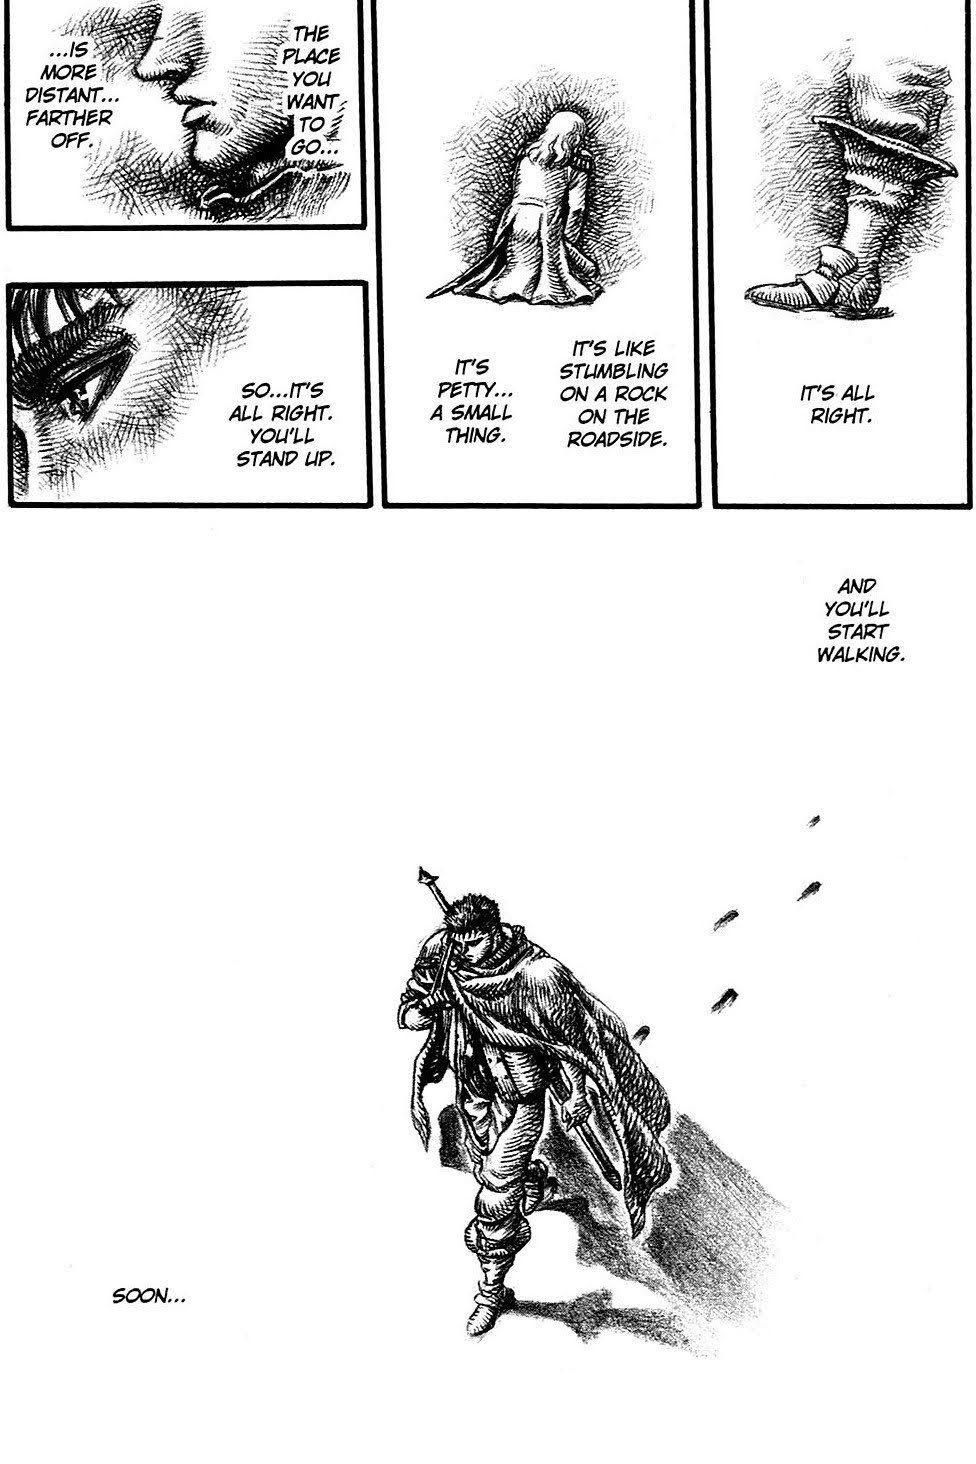 IT'S ALL
RIGHT.
IT'S LIKE
STUMBLING
ON A ROCK
ON THE
ROADSIDE.
IT'S
PETTY...
A SMALL
THING.
THE
PLACE
YOU
WANT
TO
GO...
...IS
MORE
DISTANT...
FARTHER
OFF.
SO...IT'S
ALL RIGHT.
YOU'LL
STAND UP.
AND
YOU'LL
START
WALKING.
SOON...